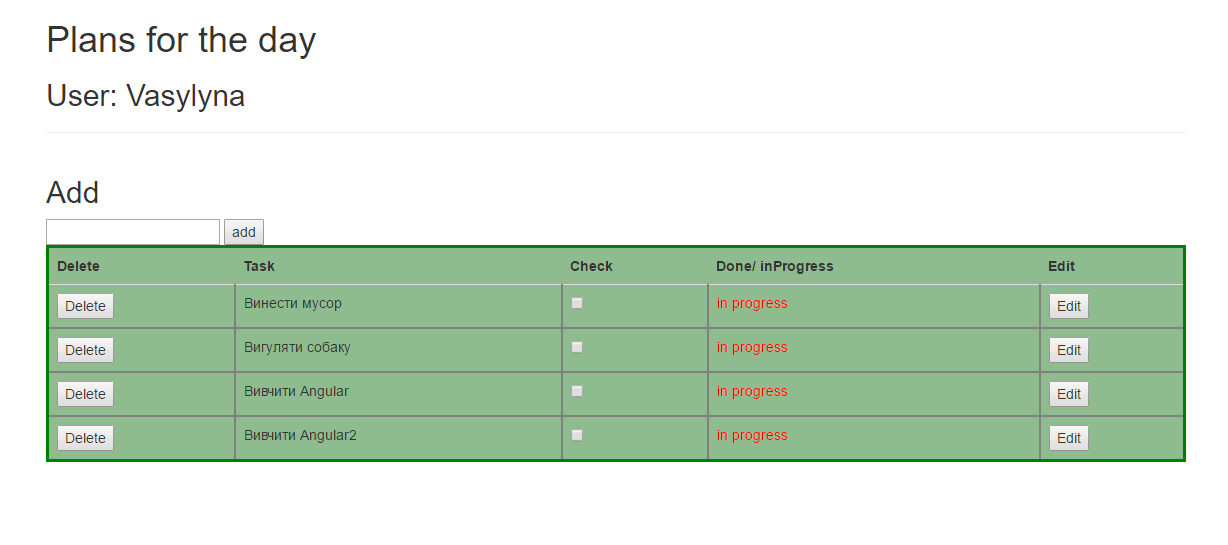 Plans for the day
User: Vasylyna
Add
add
Delete Task Check Done/ inProgress Edit
Delete Винести мусор in progress Edit
Delete Вигуляти собаку in progress Edit
Delete Вивчити Angular in progress Edit
Delete Вивчити Angular2 in progress Edit